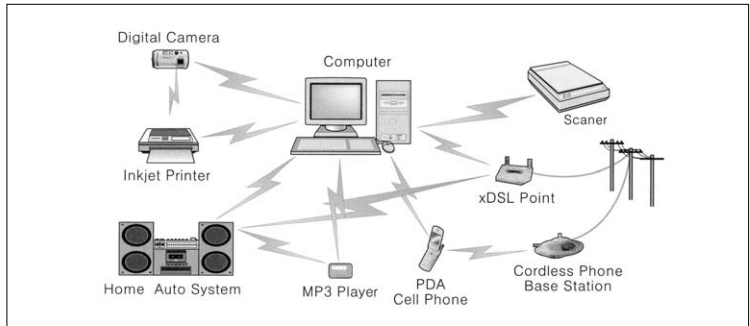 Digital Camera
Computer
Scaner
Inkjet Printer
xDSL Point
Home Auto System
MP3 Player
PDA
Cell Phone
Cordless Phone
Base Station